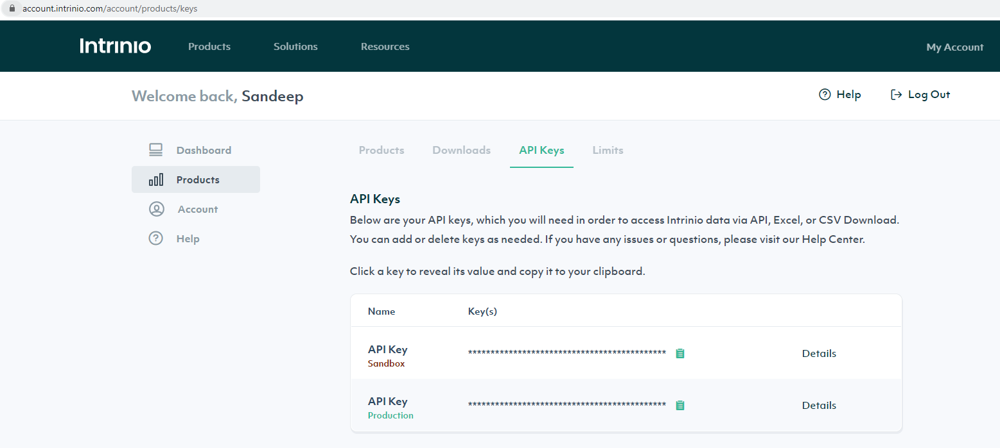 account.intrinio.com/account/products/keys
Intrinio
Products
Solutions
Resources
My Account
Welcome back, Sandeep
Help
Log Out
Dashboard
Products
Account
Help
Products
Downloads
API Keys
Limits
API Keys
Below are your API keys, which you will need in order to access Intrinio data via API, Excel, or CSV Download.
You can add or delete keys as needed. If you have any issues or questions, please visit our Help Center.
Click a key to reveal its value and copy it to your clipboard.
Name
Key(s)
API Key
Sandbox
********************************************
Details
API Key
Production
********************************************
Details